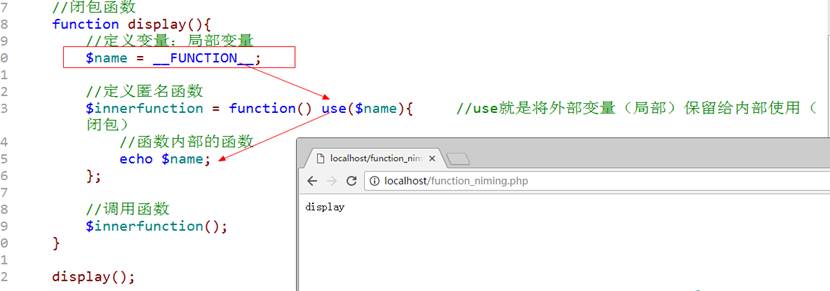 7 //闭包函数
8 function display(){
9 //定义变量：局部变量
0 $name = __FUNCTION__;
1
2 //定义匿名函数
3 $innerfunction = function() use($name){ //use就是将外部变量（局部）保留给内部使用（
闭包）
4 //函数内部的函数
5 echo $name;
6 };
7
8 //调用函数
9 $innerfunction();
0 }
1
2 display();
localhost/function_nim
localhost/function_niming.php
display